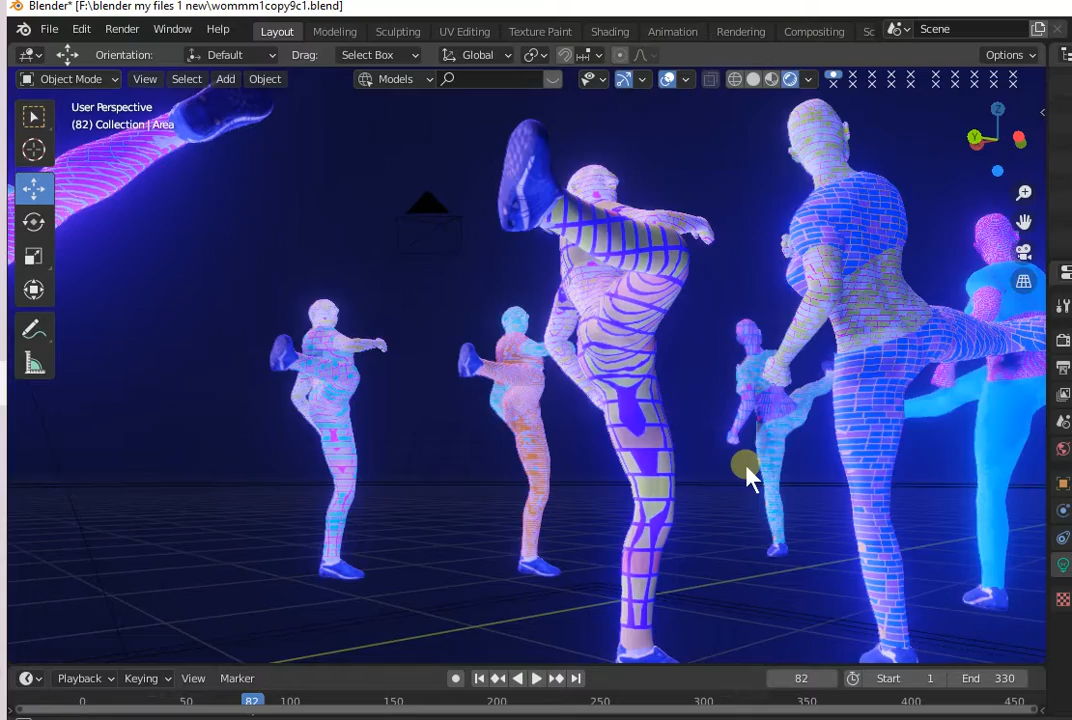 Blender* [F:\blender my files 1 new\wommm1copy9c1.blend]
File Edit Render Window Help Layout Modeling Sculpting UV Editing Texture Paint Shading Animation Rendering Compositing Sc Scene
Orientation: Default Drag: Select Box Global Options
Object Mode View Select Add Object Models
User Perspective
(82) Collection | Area
Z
Y
Playback Keying View Marker 82 Start 1 End 330
0 50 82 100 150 200 250 300 350 400 450